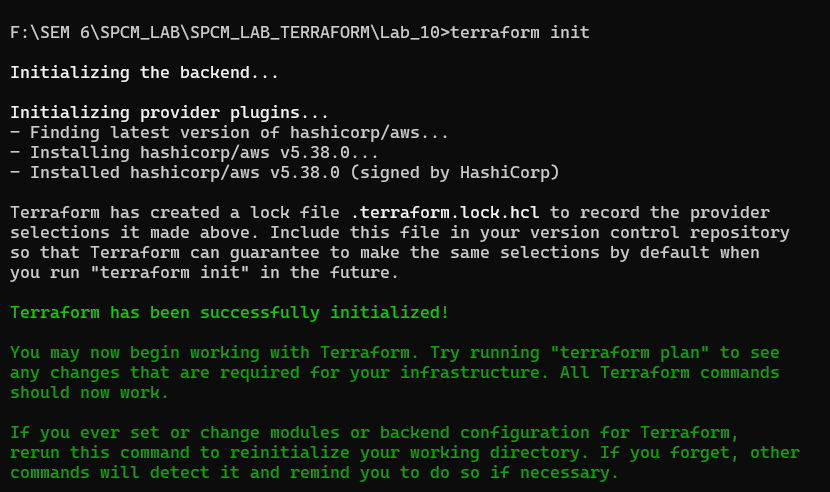 F:\SEM 6\SPCM_LAB\SPCM_LAB_TERRAFORM\Lab_10>terraform init
Initializing the backend...
Initializing provider plugins...
- Finding latest version of hashicorp/aws...
- Installing hashicorp/aws v5.38.0...
- Installed hashicorp/aws v5.38.0 (signed by HashiCorp)
Terraform has created a lock file .terraform.lock.hcl to record the provider
selections it made above. Include this file in your version control repository
so that Terraform can guarantee to make the same selections by default when
you run "terraform init" in the future.
Terraform has been successfully initialized!
You may now begin working with Terraform. Try running "terraform plan" to see
any changes that are required for your infrastructure. All Terraform commands
should now work.
If you ever set or change modules or backend configuration for Terraform,
rerun this command to reinitialize your working directory. If you forget, other
commands will detect it and remind you to do so if necessary.